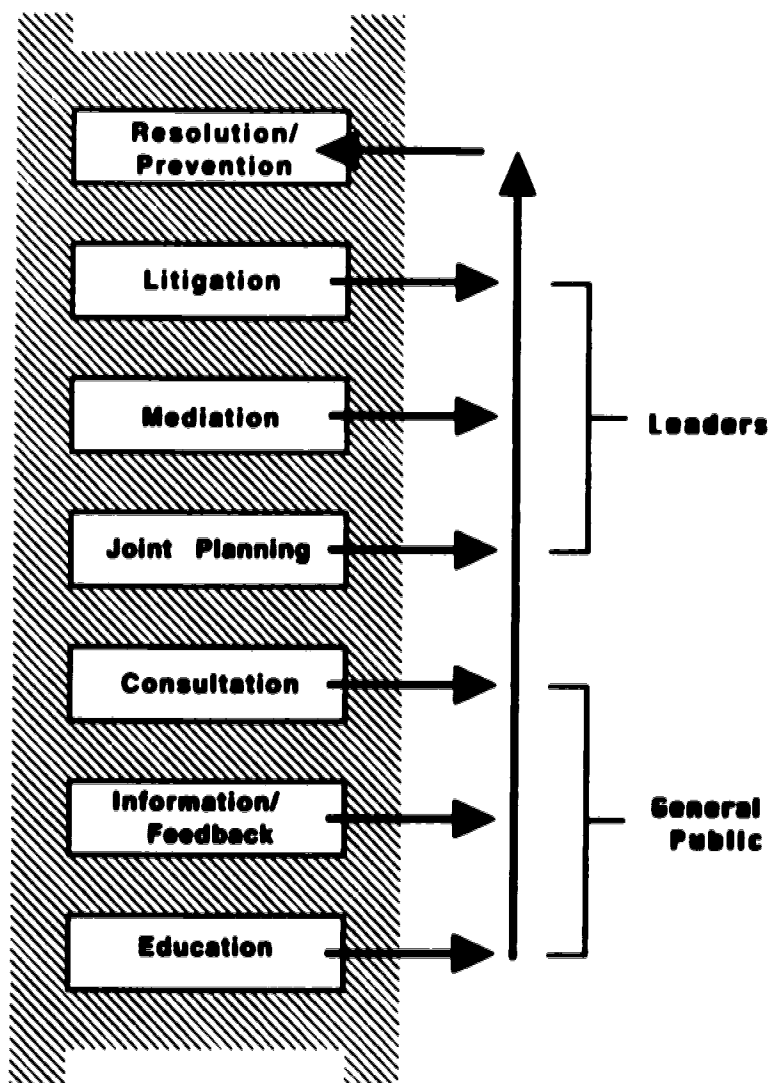 Resolution/
Prevention
Litigation
Mediation
Leaders
Joint Planning
Consultation
Information/
Feedback
General
Public
Education